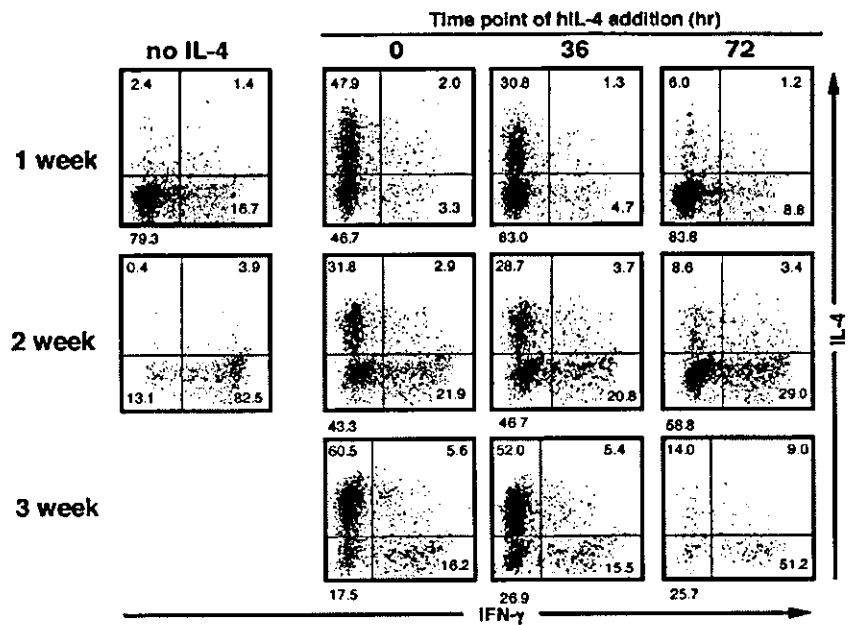 Time point of hIL-4 addition (hr)
no IL-4 0 36 72
2.4 1.4 47.9 2.0 30.8 1.3 6.0 1.2
1 week
16.7 3.3 4.7 8.8
79.3 46.7 83.0 83.8
0.4 3.9 31.8 2.9 28.7 3.7 8.6 3.4
2 week
13.1 82.5 21.9 20.8 29.0
43.3 46.7 58.8
60.5 5.6 52.0 5.4 14.0 9.0
3 week
16.2 15.5 51.2
17.5 26.9 25.7
IFN-γ
IL-4